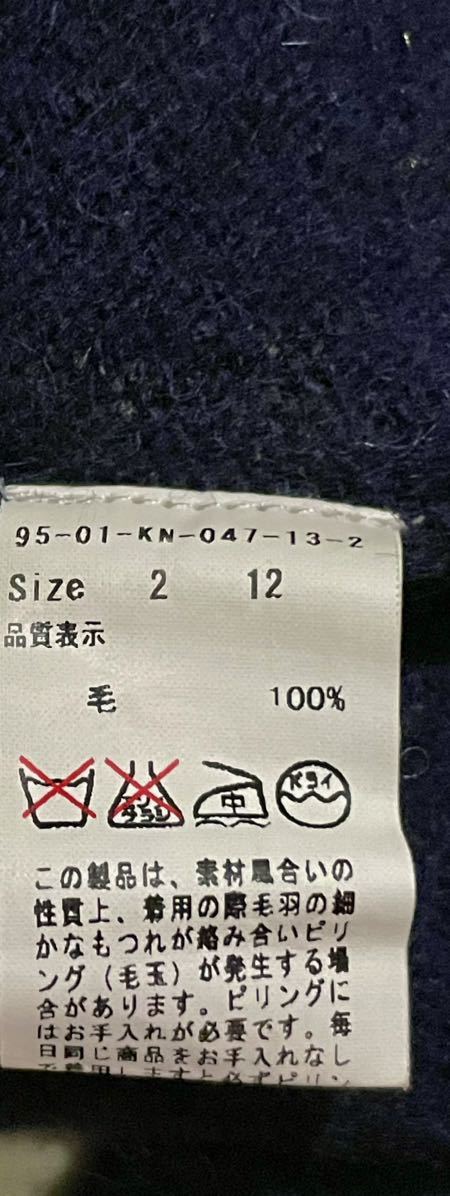 95-01-KN-047-13-2
Size 2 12
品質表示
毛 100%
中 ドライ
この製品は、素材風合いの
性質上、着用の際毛羽の細
かなもつれが絡み合いピリ
ング（毛玉）が発生する場
合があります。ピリングに
はお手入れが必要です。毎
日同じ商品をお手入れなし